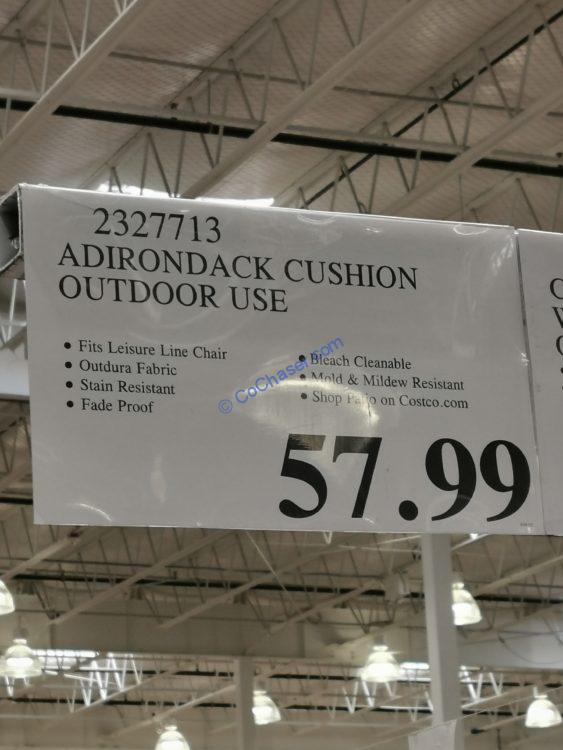 2327713
ADIRONDACK CUSHION
OUTDOOR USE
• Fits Leisure Line Chair
• Outdura Fabric
• Stain Resistant
• Fade Proof
• Bleach Cleanable
• Mold & Mildew Resistant
• Shop Patio on Costco.com
© CoChaser.com
57.99